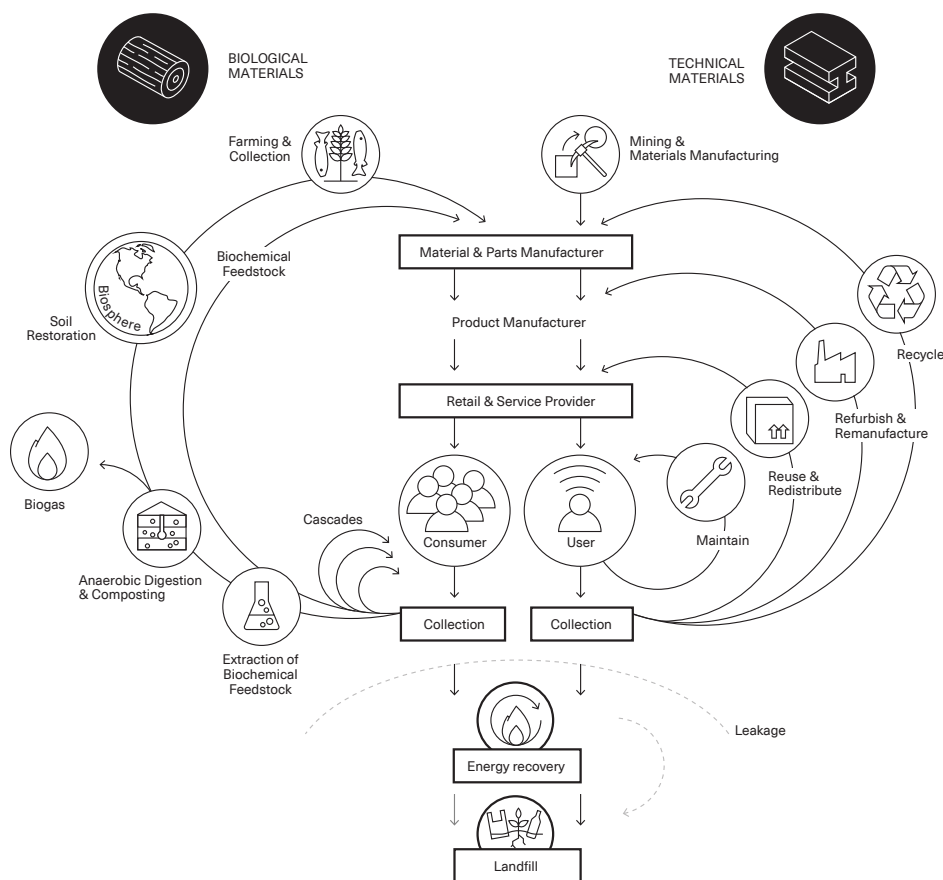 BIOLOGICAL
MATERIALS
TECHNICAL
MATERIALS
Farming &
Collection
Mining &
Materials Manufacturing
Biochemical
Feedstock
Material & Parts Manufacturer
Biosphere
Soil
Restoration
Product Manufacturer
Recycle
Retail & Service Provider
Refurbish &
Remanufacture
Reuse &
Redistribute
Biogas
Cascades
Consumer
User
Maintain
Anaerobic Digestion
& Composting
Collection
Collection
Extraction of
Biochemical
Feedstock
Leakage
Energy recovery
Landfill